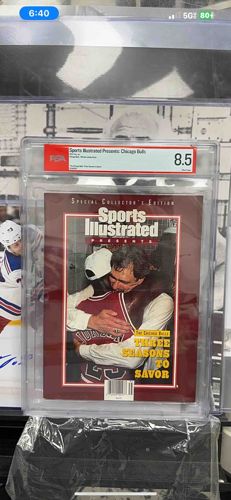 6:40
5G
80
Sports Illustrated Presents: Chicago Bulls
PSA
8.5
SPECIAL COLLECTOR'S EDITION
Sports
Illustrated
PRESENTS
THE CHICAGO BULLS
THREE
SEASONS
TO
SAVOR